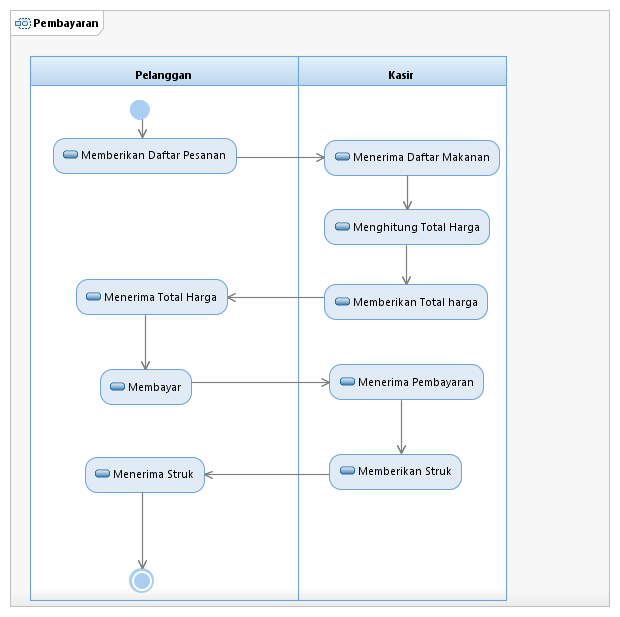 Pembayaran
Pelanggan
Kasir
Memberikan Daftar Pesanan
Menerima Daftar Makanan
Menghitung Total Harga
Menerima Total Harga
Memberikan Total harga
Membayar
Menerima Pembayaran
Menerima Struk
Memberikan Struk